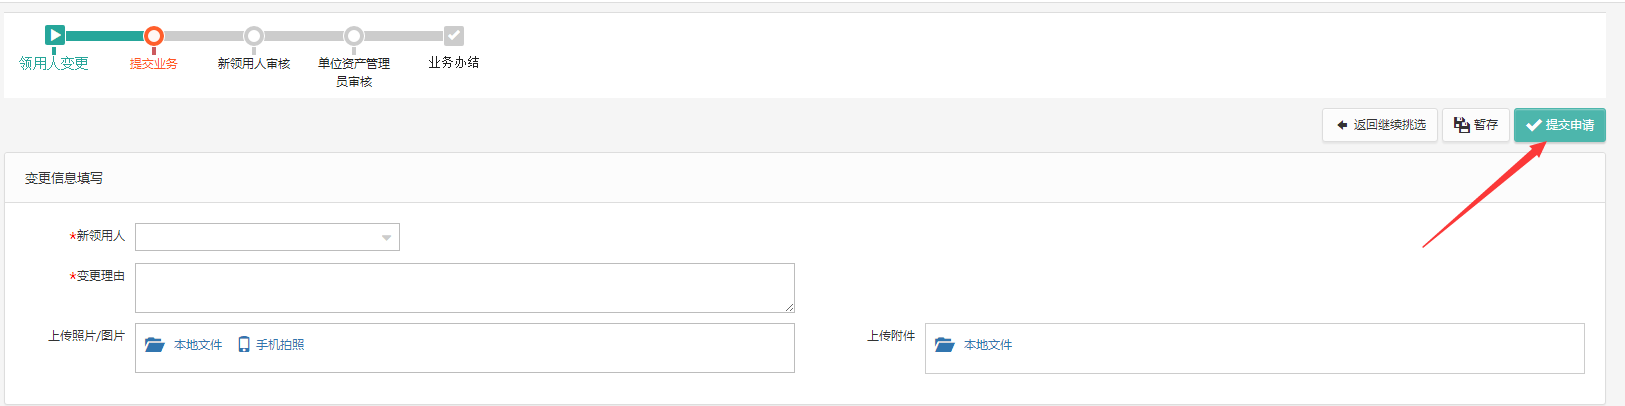 领用人变更
提交业务
新领用人审核
单位资产管理
员审核
业务办结
返回继续挑选
暂存
提交申请
变更信息填写
*新领用人
*变更理由
上传照片/图片
本地文件
手机拍照
上传附件
本地文件